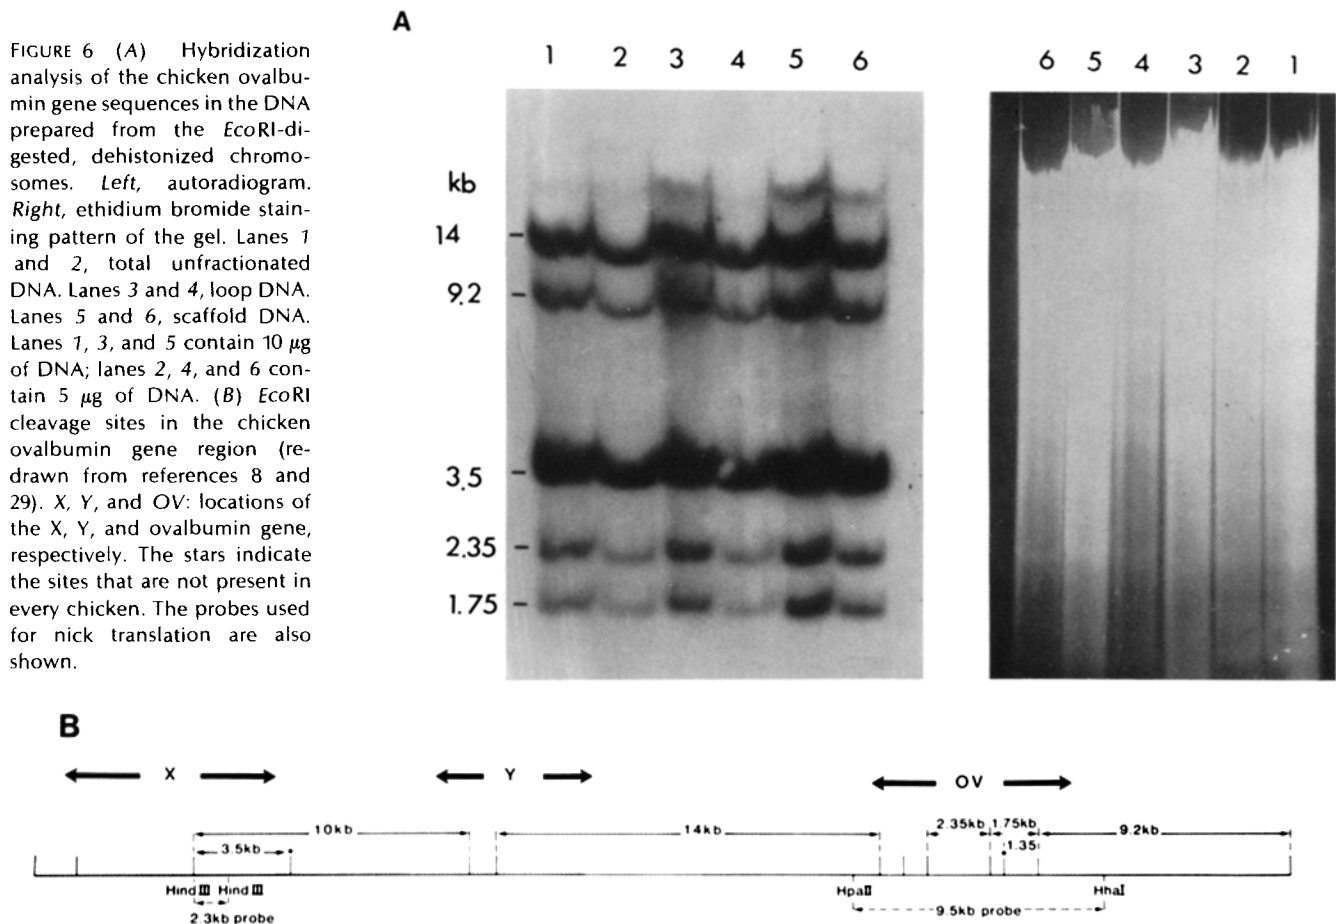 FIGURE 6 (A) Hybridization
analysis of the chicken ovalbu-
min gene sequences in the DNA
prepared from the EcoRI-di-
gested, dehistonized chromo-
somes. Left, autoradiogram.
Right, ethidium bromide stain-
ing pattern of the gel. Lanes 1
and 2, total unfractionated
DNA. Lanes 3 and 4, loop DNA.
Lanes 5 and 6, scaffold DNA.
Lanes 1, 3, and 5 contain 10 μg
of DNA; lanes 2, 4, and 6 con-
tain 5 μg of DNA. (B) EcoRI
cleavage sites in the chicken
ovalbumin gene region (re-
drawn from references 8 and
29). X, Y, and OV: locations of
the X, Y, and ovalbumin gene,
respectively. The stars indicate
the sites that are not present in
every chicken. The probes used
for nick translation are also
shown.
A
1 2 3 4 5 6
6 5 4 3 2 1
kb
14
9.2
3.5
2.35
1.75
B
X Y OV
10kb 14kb 2.35kb 1.75kb 9.2kb
3.5kb 1.35
Hind III Hind III HpaII HhaI
2.3kb probe 9.5kb probe